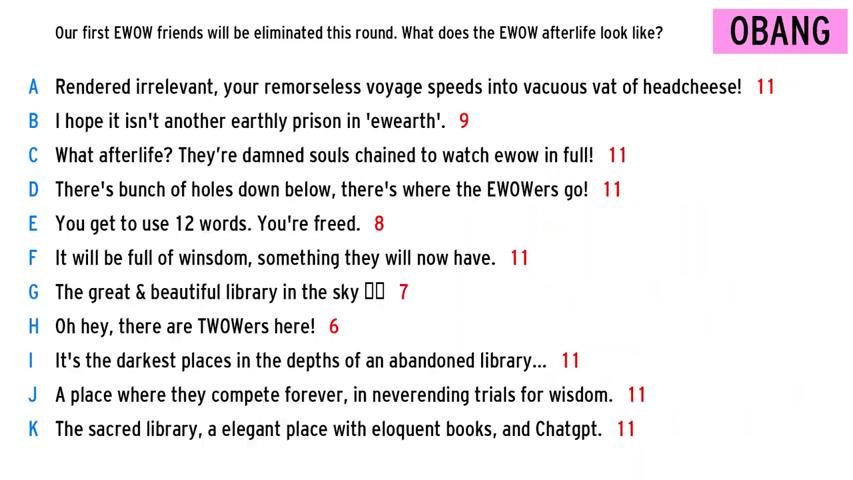 Our first EWOW friends will be eliminated this round. What does the EWOW afterlife look like?
OBANG
A Rendered irrelevant, your remorseless voyage speeds into vacuous vat of headcheese! 11
B I hope it isn't another earthly prison in 'ewearth'. 9
C What afterlife? They’re damned souls chained to watch ewow in full! 11
D There's bunch of holes down below, there's where the EWOWers go! 11
E You get to use 12 words. You're freed. 8
F It will be full of winsdom, something they will now have. 11
G The great & beautiful library in the sky 7
H Oh hey, there are TWOWers here! 6
I It's the darkest places in the depths of an abandoned library... 11
J A place where they compete forever, in neverending trials for wisdom. 11
K The sacred library, a elegant place with eloquent books, and Chatgpt. 11